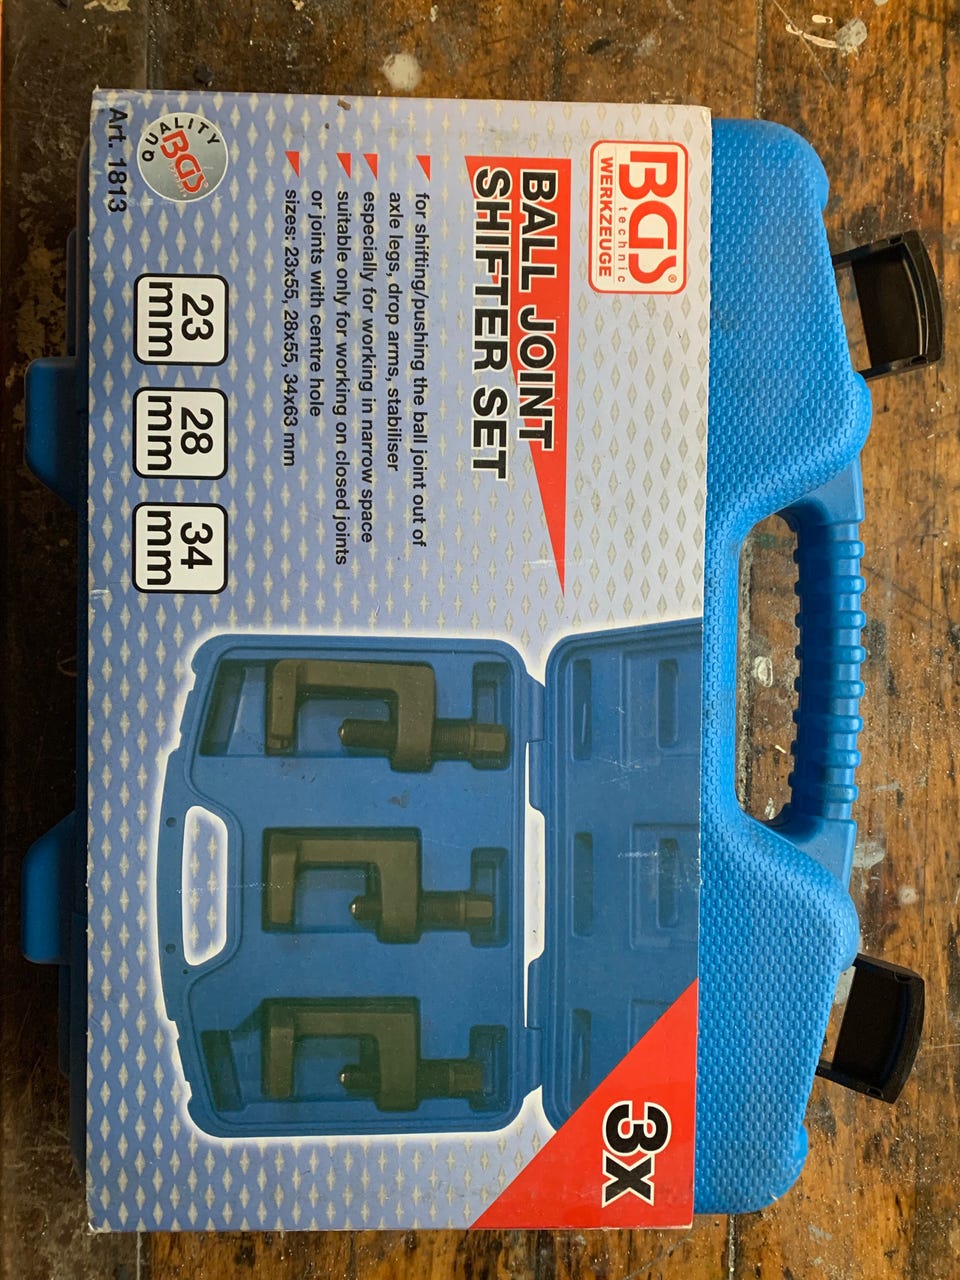 BGS®
technic
WERKZEUGE
BALL JOINT
SHIFTER SET
for shifting/pushing the ball joint out of
axle legs, drop arms, stabiliser
especially for working in narrow space
suitable only for working on closed joints
or joints with centre hole
sizes: 23x55, 28x55, 34x63 mm
23
mm
28
mm
34
mm
QUALITY
BGS
Art. 1813
3x